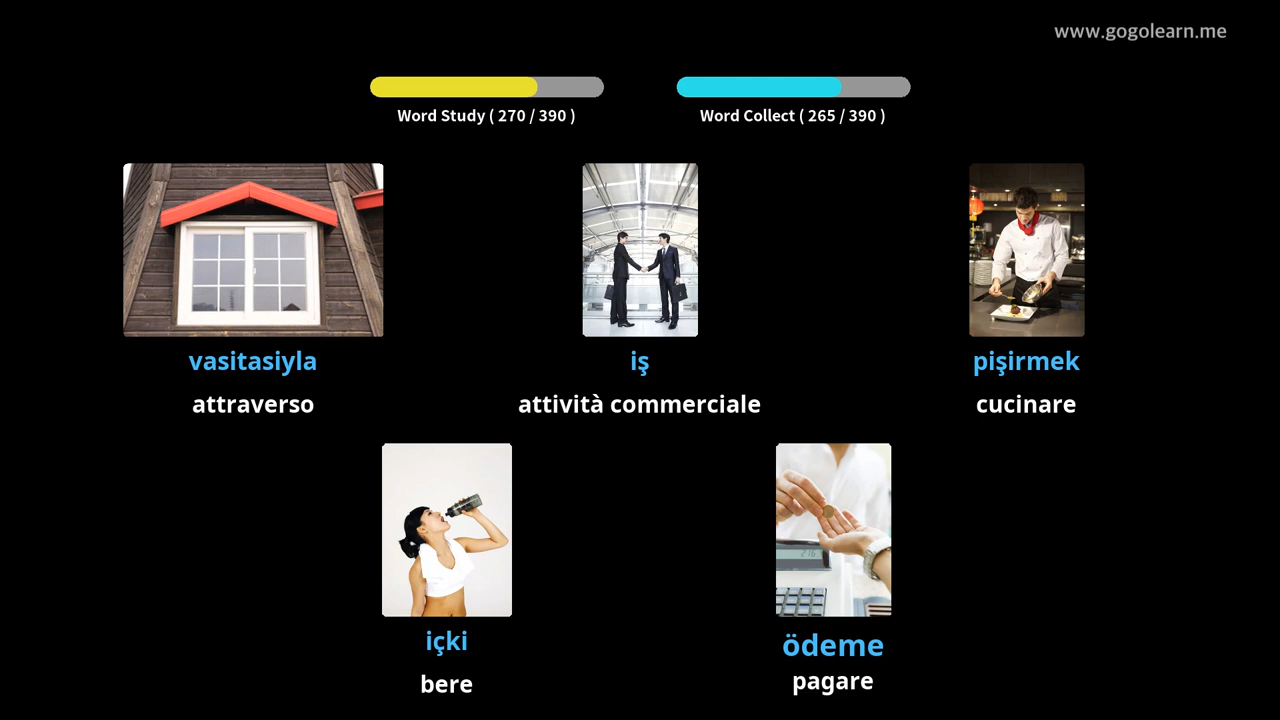 www.gogolearn.me
Word Study ( 270 / 390 )
Word Collect ( 265 / 390 )
vasitasiyla
attraverso
iş
attività commerciale
pişirmek
cucinare
içki
bere
ödeme
pagare